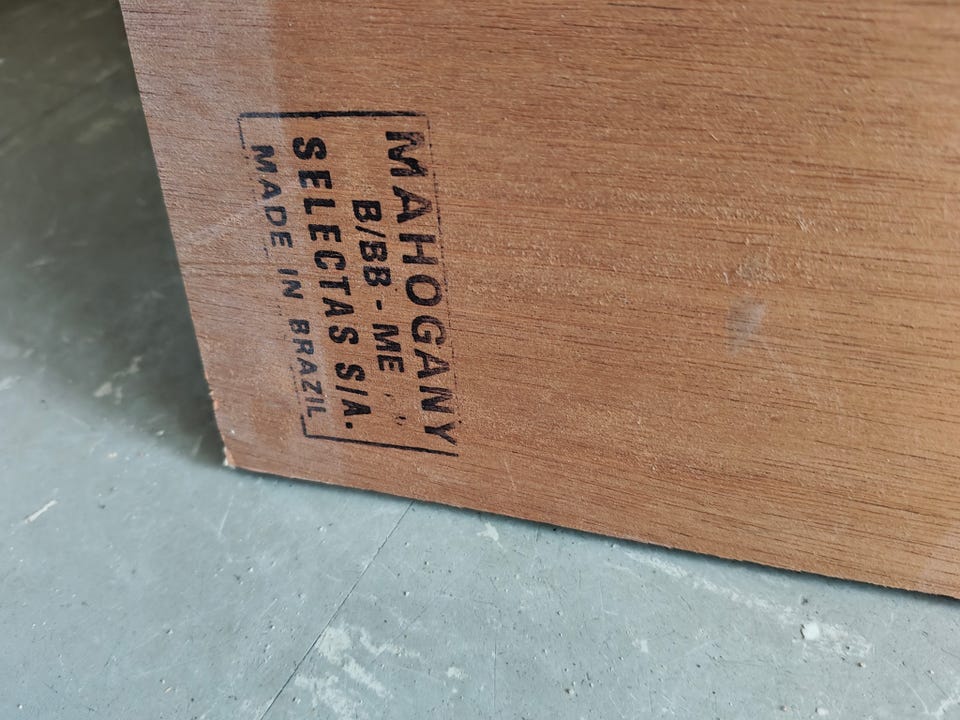 MAHOGANY
B/BB - ME
SELECTAS S/A.
MADE IN BRAZIL